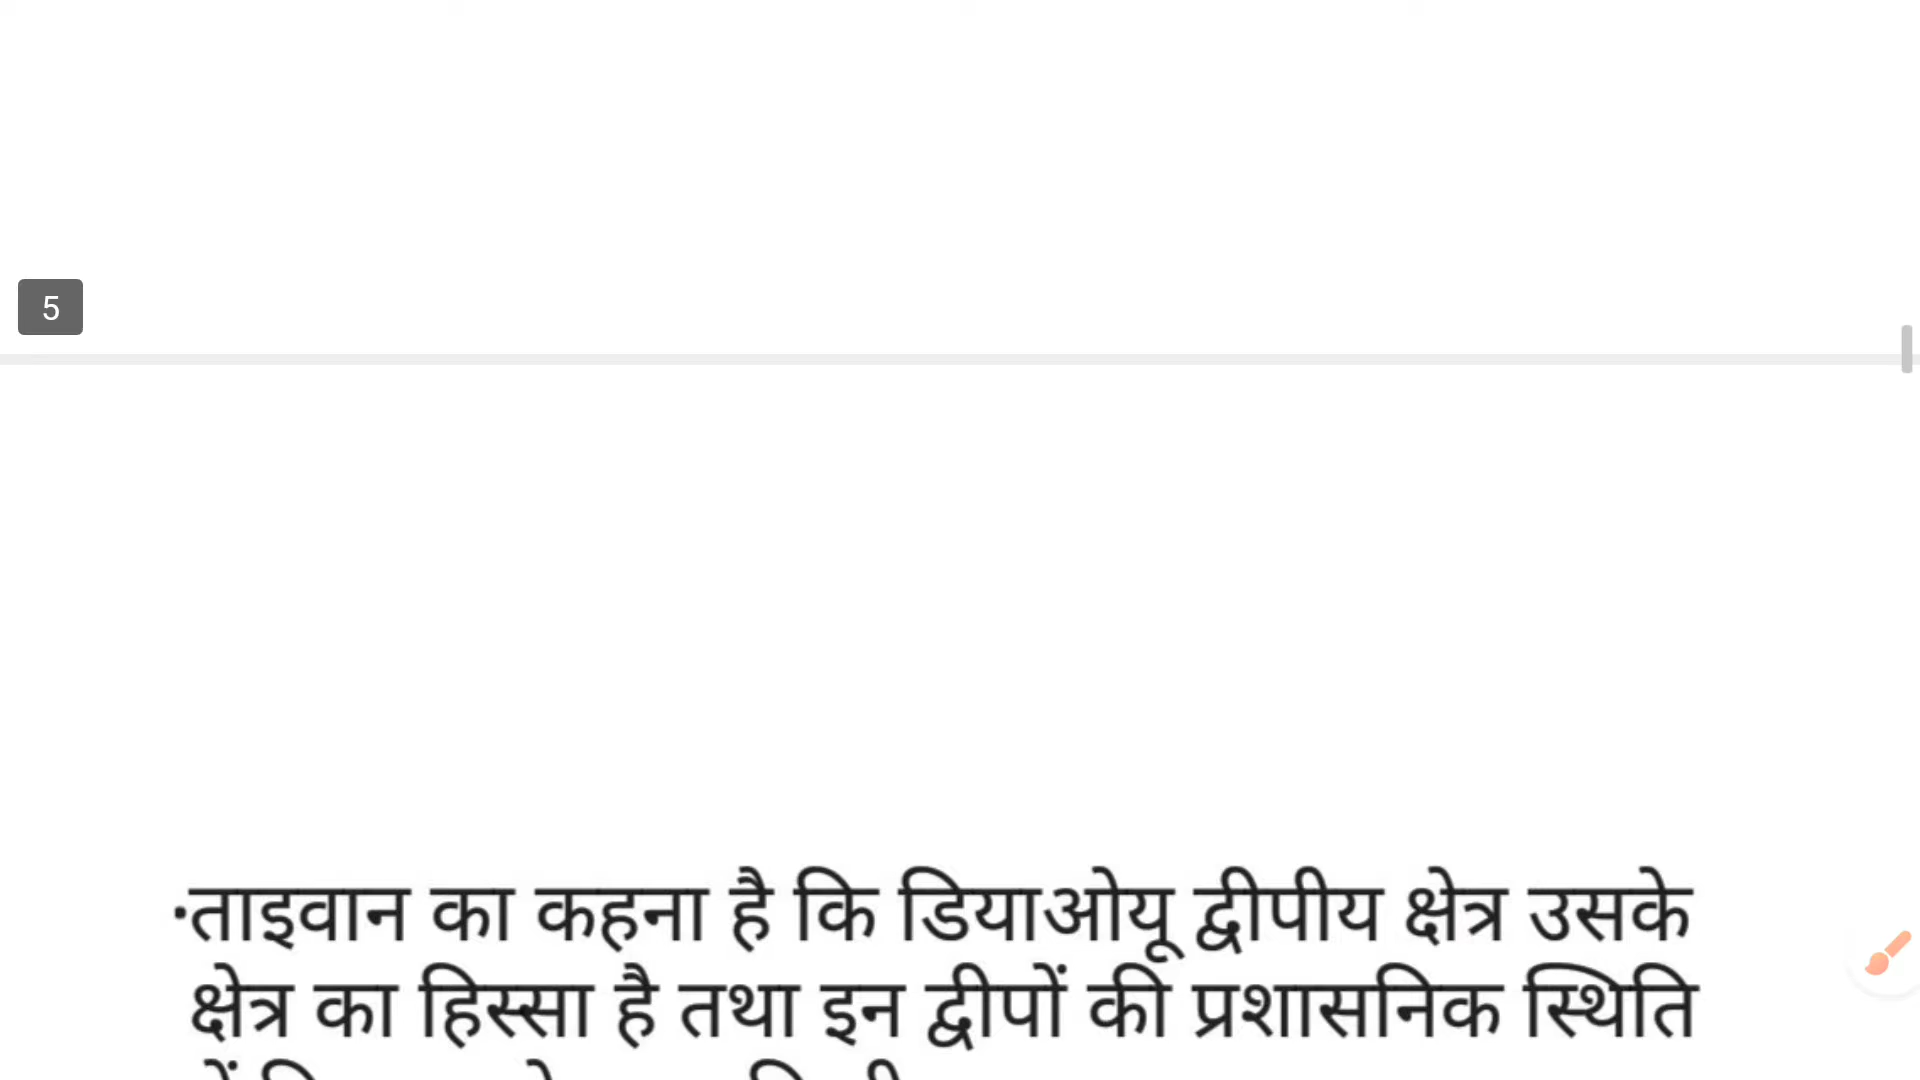 5
·ताइवान का कहना है कि डियाओयू द्वीपीय क्षेत्र उसके
क्षेत्र का हिस्सा है तथा इन द्वीपों की प्रशासनिक स्थिति